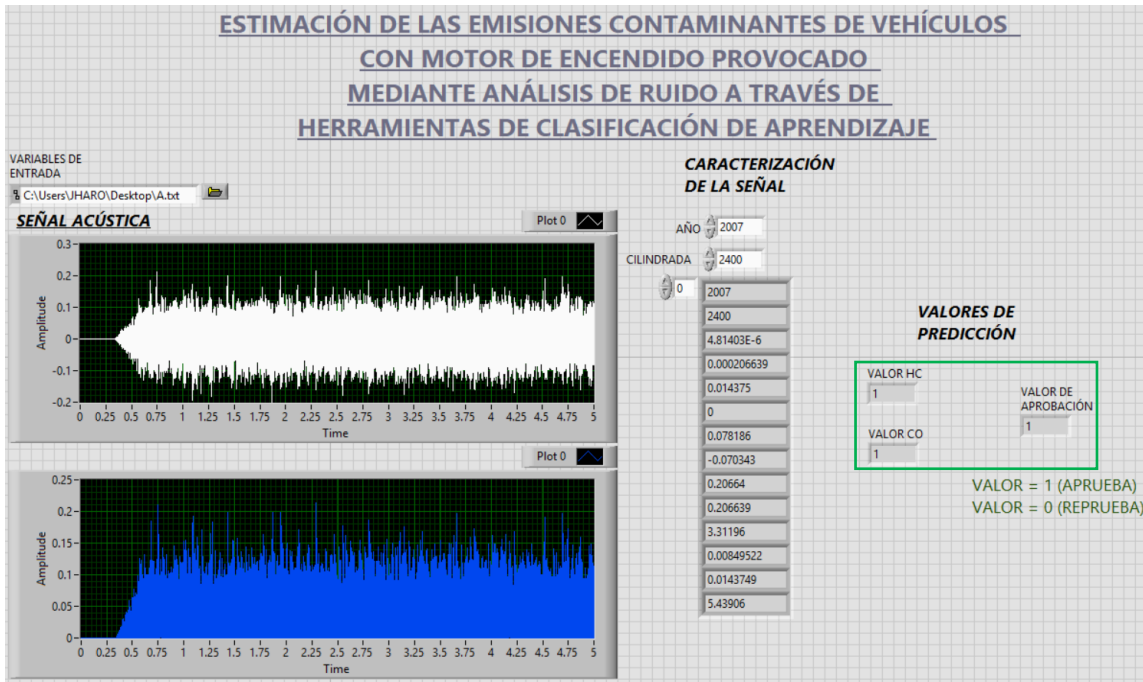 ESTIMACIÓN DE LAS EMISIONES CONTAMINANTES DE VEHÍCULOS
CON MOTOR DE ENCENDIDO PROVOCADO
MEDIANTE ANÁLISIS DE RUIDO A TRAVÉS DE
HERRAMIENTAS DE CLASIFICACIÓN DE APRENDIZAJE
VARIABLES DE
ENTRADA
C:\Users\JHARO\Desktop\A.txt
SEÑAL ACÚSTICA
Plot 0
0.3
0.2
0.1
0
-0.1
-0.2
Amplitude
0 0.25 0.5 0.75 1 1.25 1.5 1.75 2 2.25 2.5 2.75 3 3.25 3.5 3.75 4 4.25 4.5 4.75 5
Time
Plot 0
0.25
0.2
0.15
0.1
0.05
0
Amplitude
0 0.25 0.5 0.75 1 1.25 1.5 1.75 2 2.25 2.5 2.75 3 3.25 3.5 3.75 4 4.25 4.5 4.75 5
Time
CARACTERIZACIÓN
DE LA SEÑAL
AÑO 2007
CILINDRADA 2400
0
2007
2400
4.81403E-6
0.000206639
0.014375
0
0.078186
-0.070343
0.20664
0.206639
3.31196
0.00849522
0.0143749
5.43906
VALORES DE
PREDICCIÓN
VALOR HC
1
VALOR CO
1
VALOR DE
APROBACIÓN
1
VALOR = 1 (APRUEBA)
VALOR = 0 (REPRUEBA)